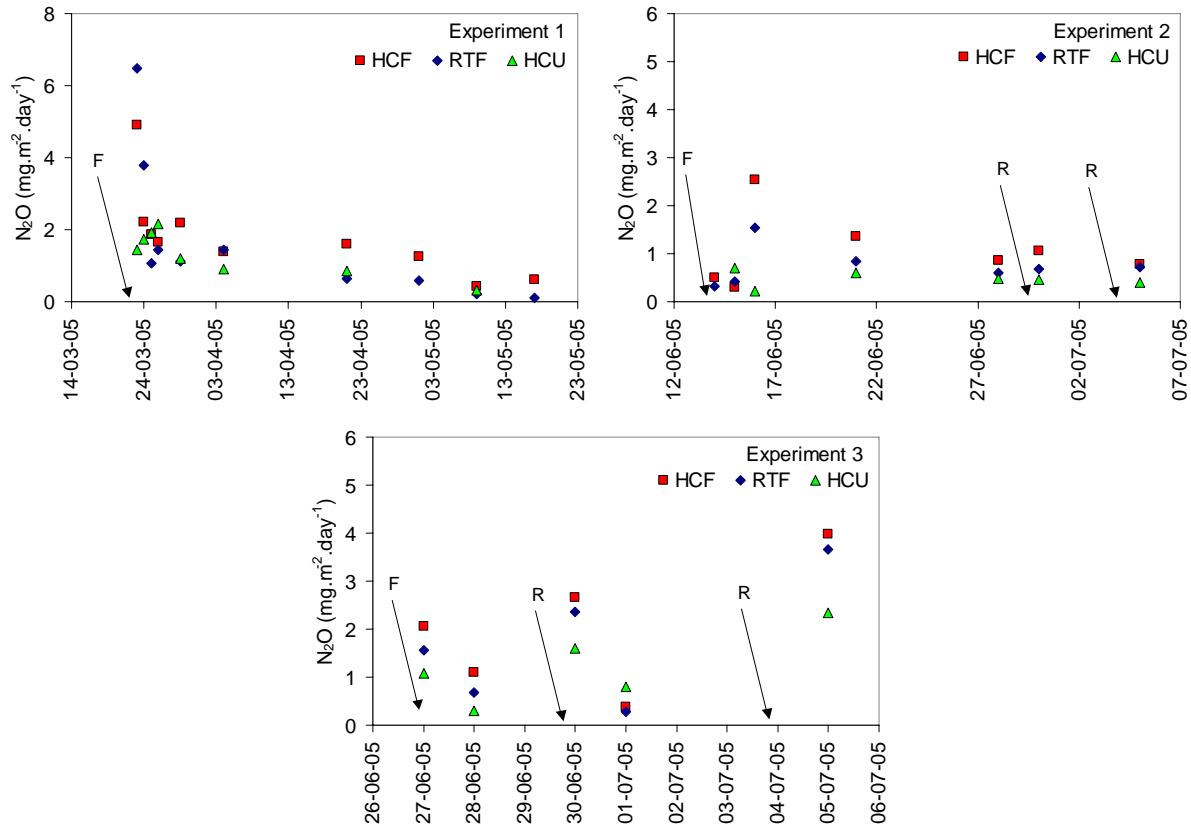 Experiment 1
HCF RTF HCU
N₂O (mg.m⁻².day⁻¹)
8
6
4
2
0
F
14-03-05
24-03-05
03-04-05
13-04-05
23-04-05
03-05-05
13-05-05
23-05-05
Experiment 2
HCF RTF HCU
N₂O (mg.m⁻².day⁻¹)
6
5
4
3
2
1
0
F
R
R
12-06-05
17-06-05
22-06-05
27-06-05
02-07-05
07-07-05
Experiment 3
HCF RTF HCU
N₂O (mg.m⁻².day⁻¹)
6
5
4
3
2
1
0
F
R
R
26-06-05
27-06-05
28-06-05
29-06-05
30-06-05
01-07-05
02-07-05
03-07-05
04-07-05
05-07-05
06-07-05